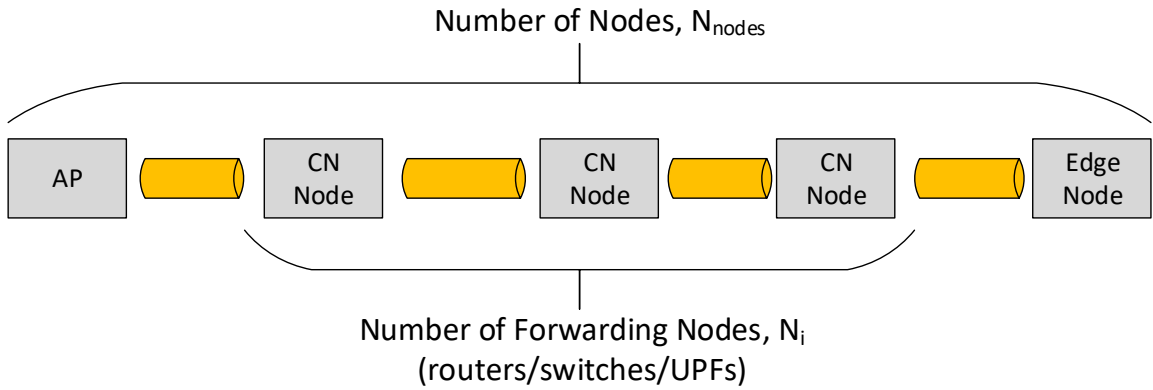 Number of Nodes, Nnodes
AP
CN
Node
CN
Node
CN
Node
Edge
Node
Number of Forwarding Nodes, Ni
(routers/switches/UPFs)